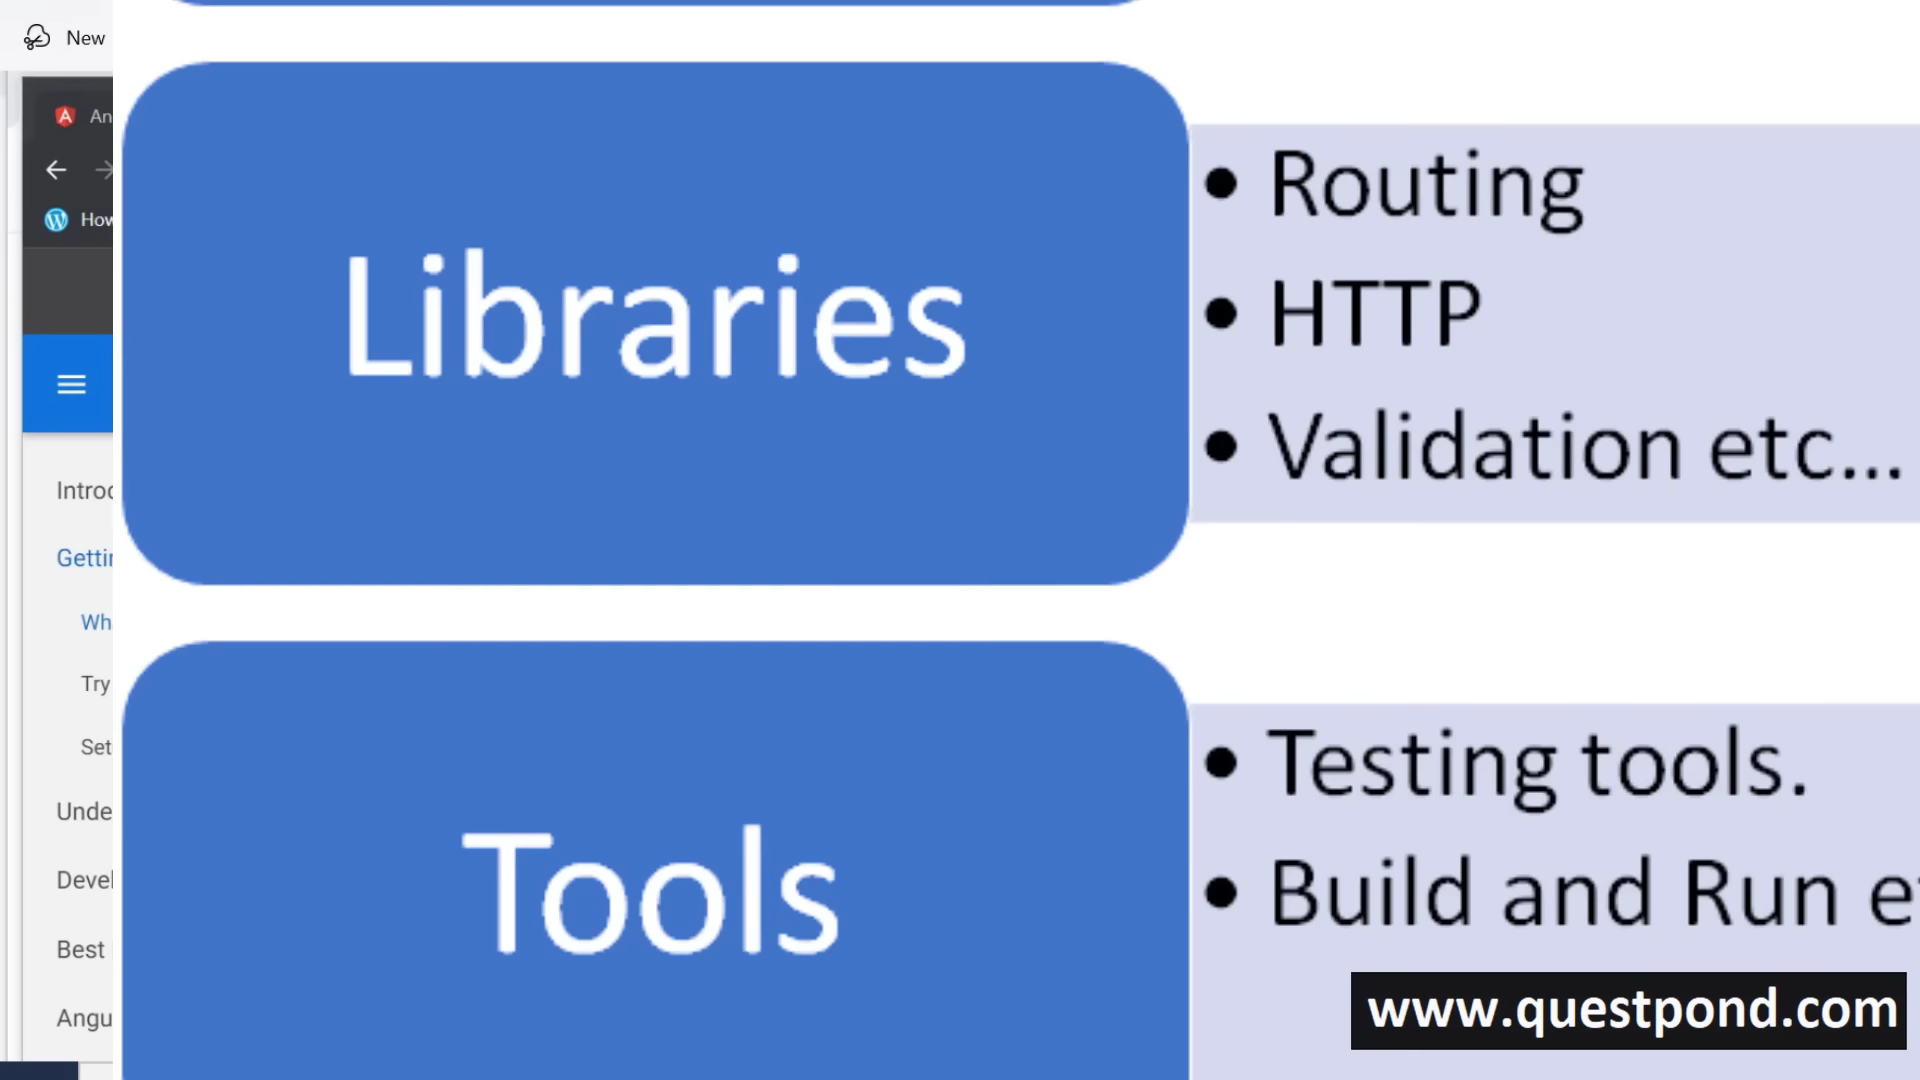 New
An
How
Introd
Gettin
Wh
Try
Set
Unde
Devel
Best
Angu
Libraries
• Routing
• HTTP
• Validation etc...
Tools
• Testing tools.
• Build and Run e
www.questpond.com